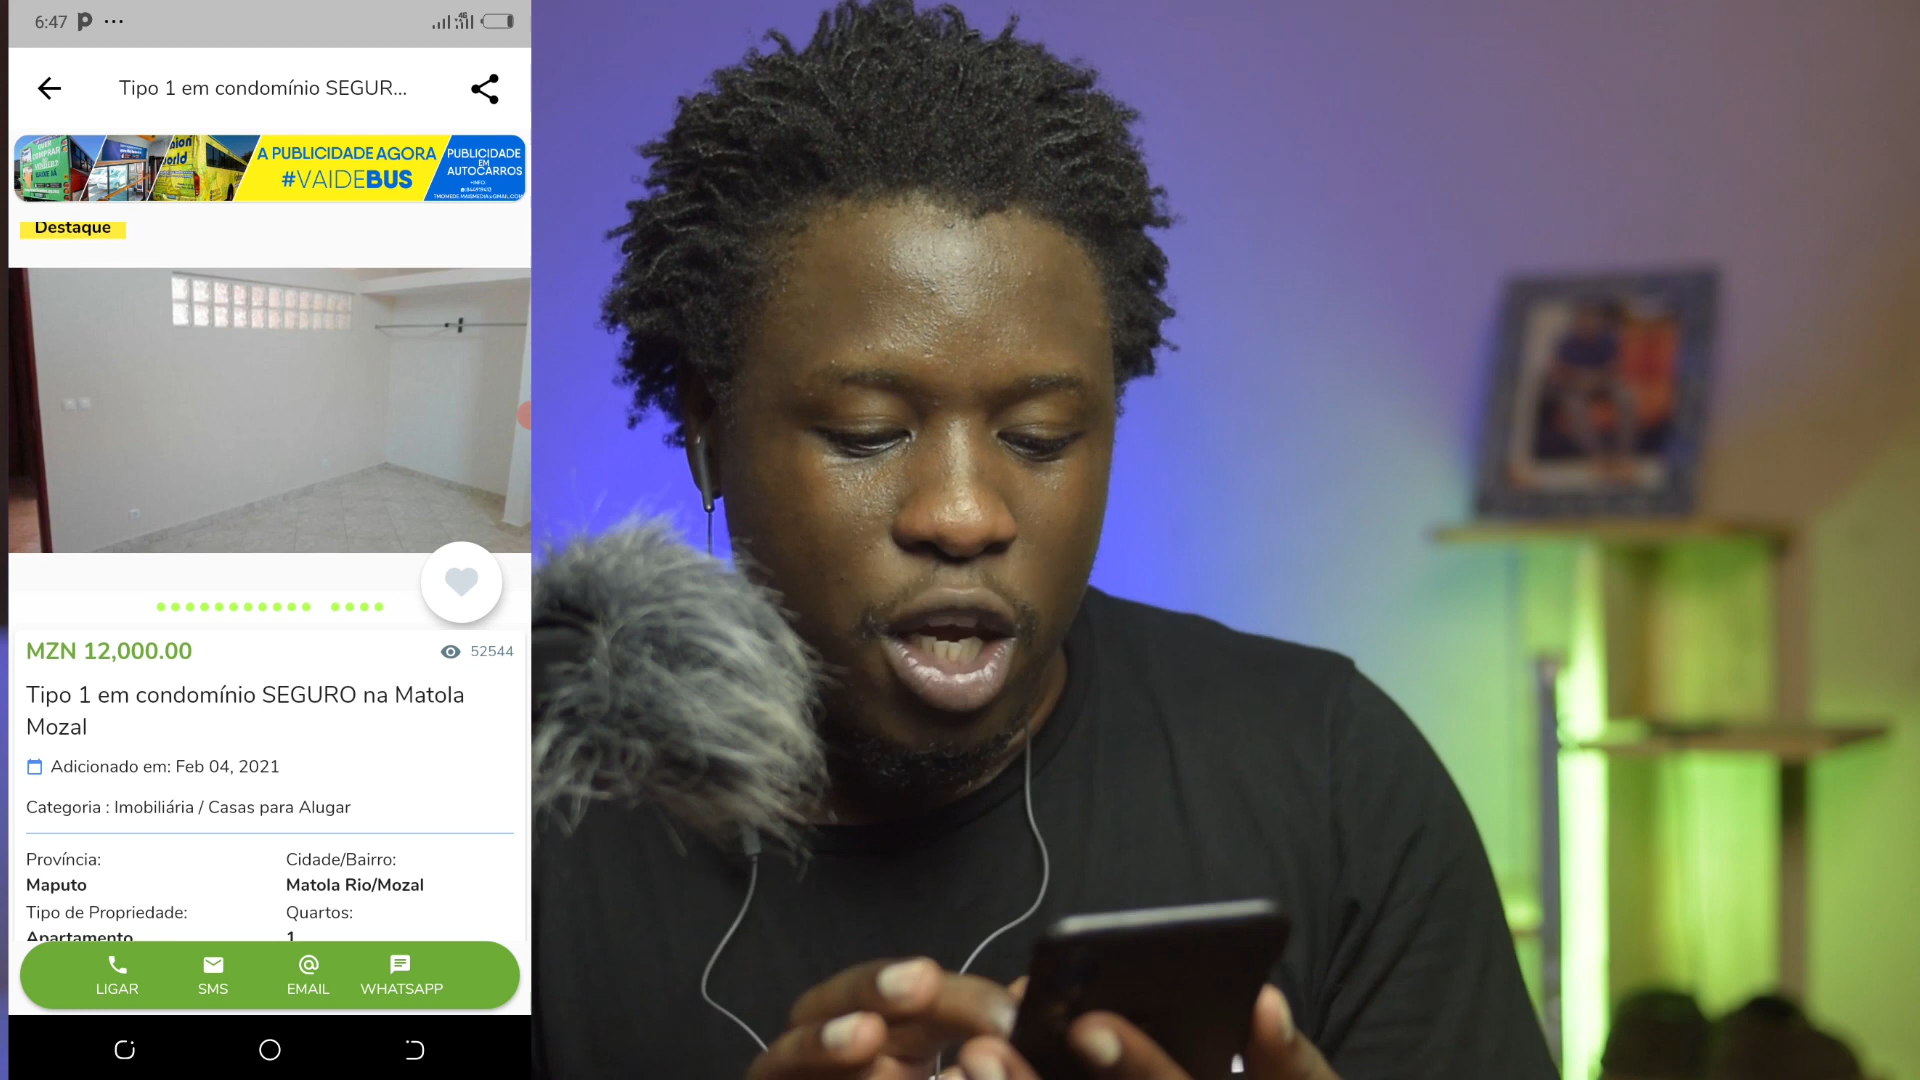 6:47
4G
Tipo 1 em condomínio SEGUR...
A PUBLICIDADE AGORA
#VAIDEBUS
PUBLICIDADE
EM
AUTOCARROS
Destaque
MZN 12,000.00
52544
Tipo 1 em condomínio SEGURO na Matola
Mozal
Adicionado em: Feb 04, 2021
Categoria : Imobiliária / Casas para Alugar
Província:
Cidade/Bairro:
Maputo
Matola Rio/Mozal
Tipo de Propriedade:
Quartos:
Apartamento
1
LIGAR
SMS
EMAIL
WHATSAPP